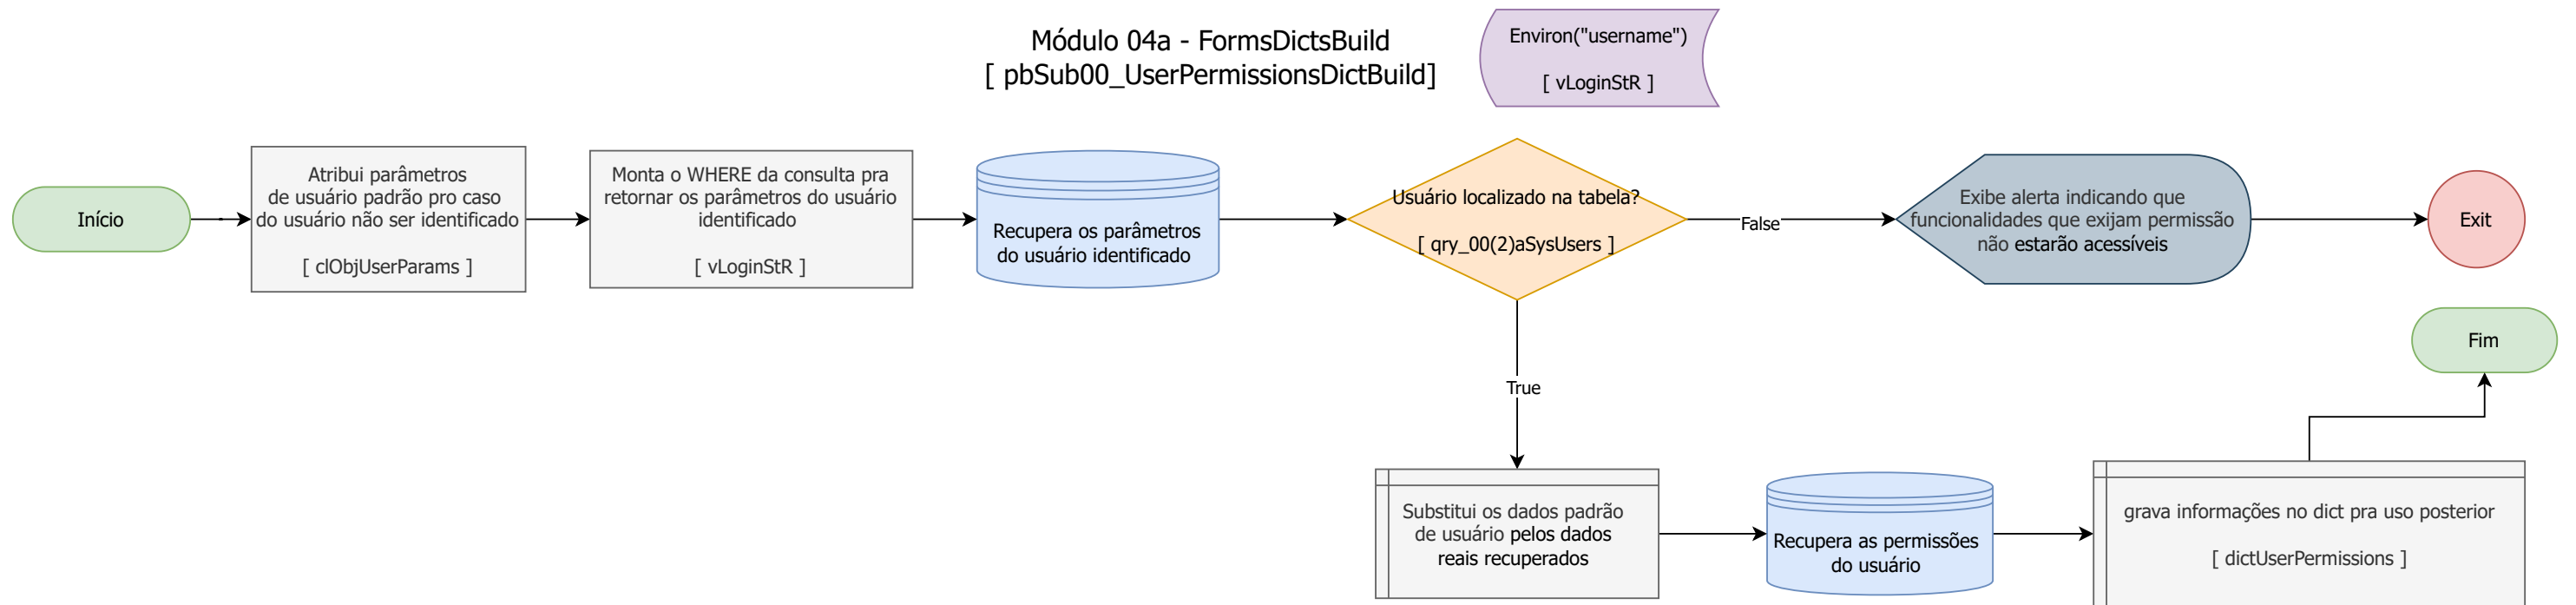 Módulo 04a - FormsDictsBuild
[ pbSub00_UserPermissionsDictBuild]
Environ("username")
[ vLoginStR ]
Início
Atribui parâmetros
de usuário padrão pro caso
do usuário não ser identificado
[ clObjUserParams ]
Monta o WHERE da consulta pra
retornar os parâmetros do usuário
identificado
[ vLoginStR ]
Recupera os parâmetros
do usuário identificado
Usuário localizado na tabela?
[ qry_00(2)aSysUsers ]
False
Exibe alerta indicando que
funcionalidades que exijam permissão
não estarão acessíveis
Exit
True
Substitui os dados padrão
de usuário pelos dados
reais recuperados
Recupera as permissões
do usuário
grava informações no dict pra uso posterior
[ dictUserPermissions ]
Fim